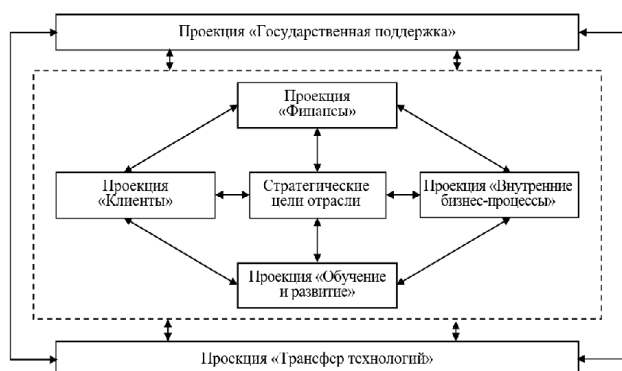 Проекция «Государственная поддержка»
Проекция
«Финансы»
Проекция
«Клиенты»
Стратегические
цели отрасли
Проекция «Внутренние
бизнес-процессы»
Проекция «Обучение
и развитие»
Проекция «Трансфер технологий»